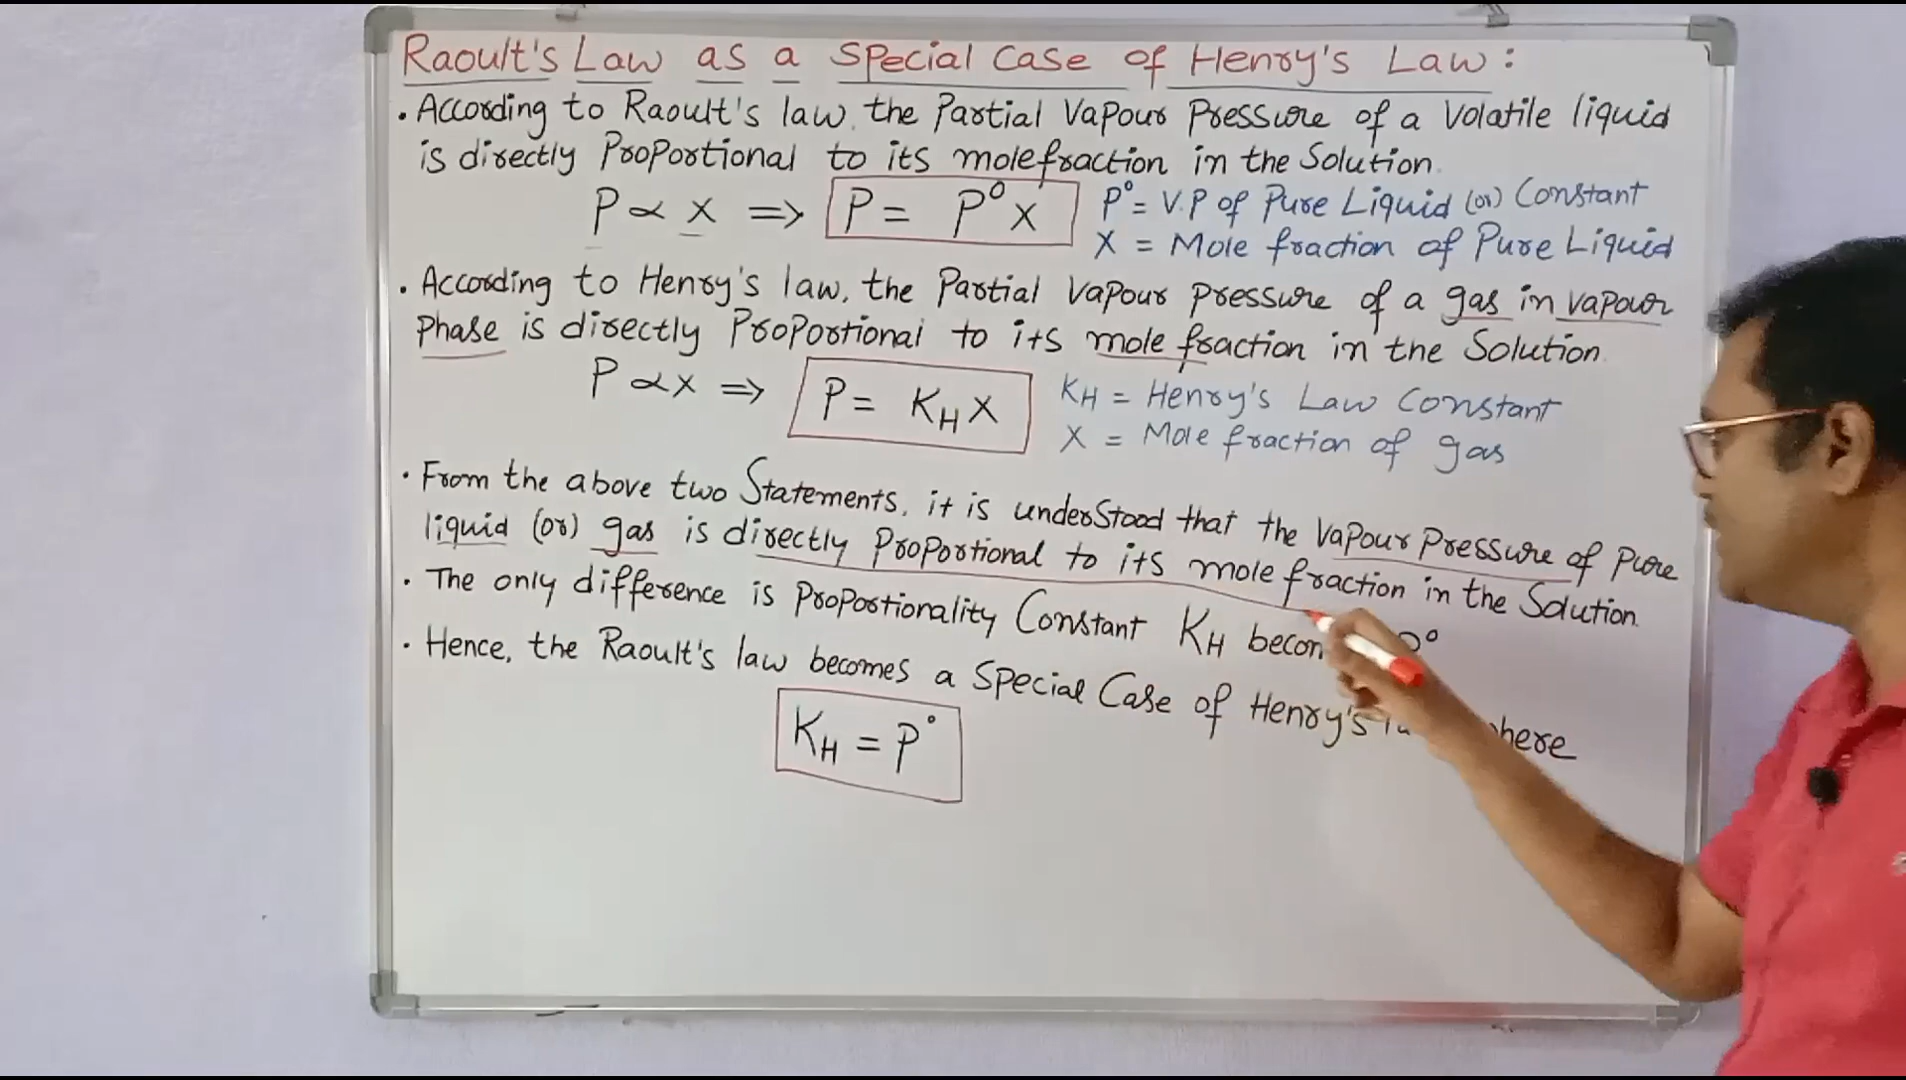 Raoult's Law as a Special Case of Henry's Law:
• According to Raoult's law, the Partial Vapour Pressure of a Volatile liquid
is directly Proportional to its molefraction in the Solution.
P ∝ x ⇒ P = P⁰x P° = V.P of Pure Liquid (or) Constant
X = Mole fraction of Pure Liquid
• According to Henry's law, the Partial Vapour pressure of a gas in vapour
phase is directly Proportional to its mole fraction in the Solution.
P ∝ x ⇒ P = K_H X K_H = Henry's Law Constant
X = Mole fraction of gas
• From the above two Statements, it is understood that the Vapour Pressure of Pure
liquid (or) gas is directly Proportional to its mole fraction in the Solution.
• The only difference is Proportionality Constant K_H P°
• Hence, the Raoult's law becomes a Special Case of Henry's
K_H = P°